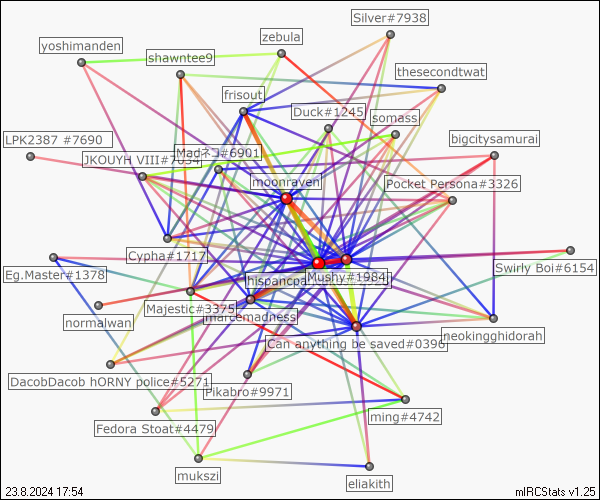 Silver#7938
zebula
yoshimanden
shawntee9
thesecondtwat
frisout
Duck#1245
somass
LPK2387 #7690
bigcitysamurai
Madネコ#6901
JKOUYH VIII
moonraven
Pocket Persona#3326
Cypha#1717
Swirly Boi#6154
Eg.Master#1378
Mushy#1984
Majestic#3375
marcemadness
normalwan
neokingghidorah
Can anything be saved#0396
DacobDacob hORNY police#5271
Pikabro#9971
ming#4742
Fedora Stoat#4479
mukszi
eliakith
23.8.2024 17:54
mIRCStats v1.25